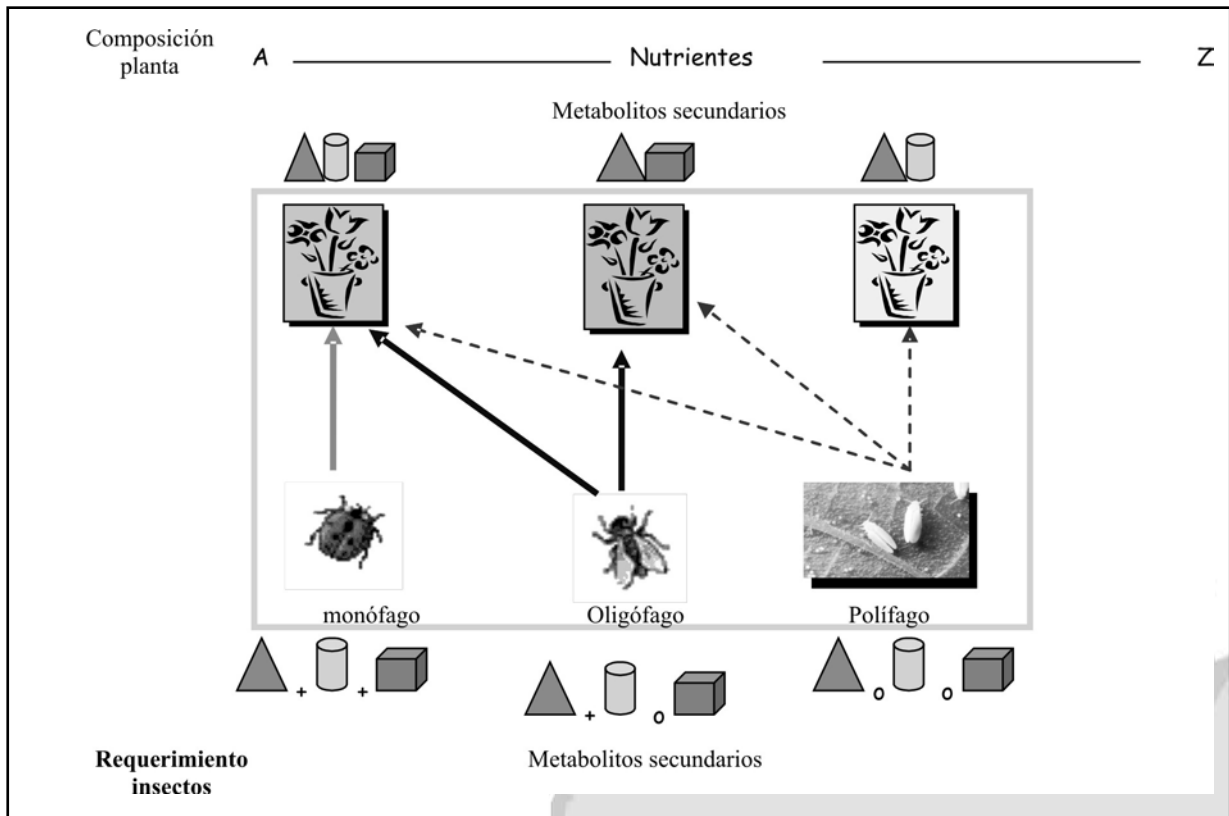 Composición
planta
A Nutrientes Z
Metabolitos secundarios
monófago Oligófago Polífago
+ + + o o o
Requerimiento
insectos
Metabolitos secundarios